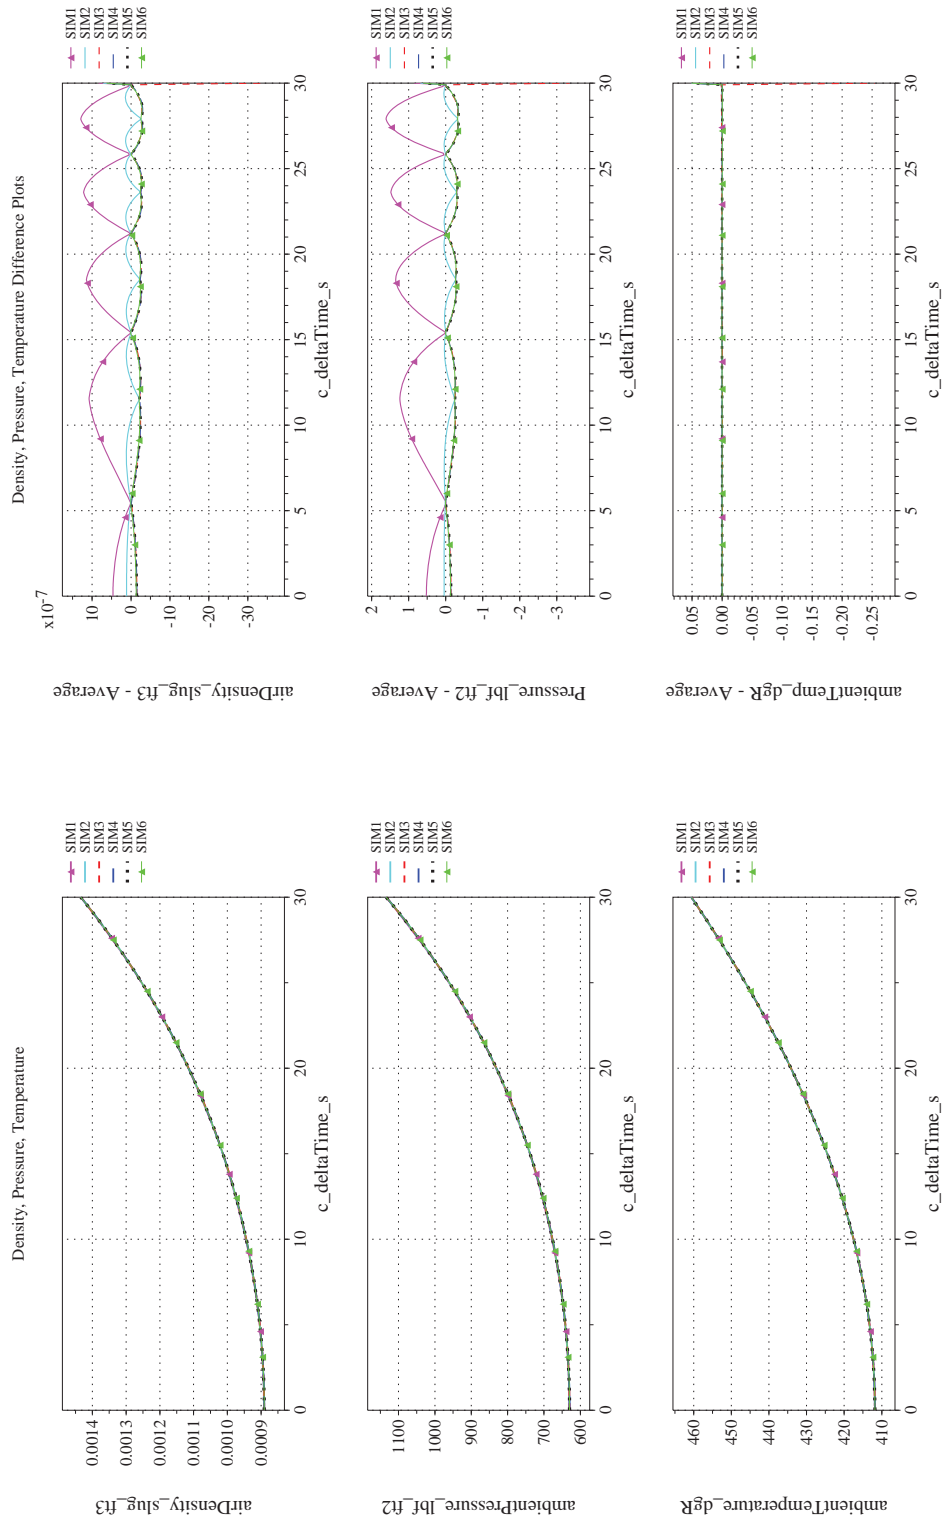 Density, Pressure, Temperature
airDensity_slug_ft3
0.0014
0.0013
0.0012
0.0011
0.0010
0.0009
0
10
20
30
c_deltaTime_s
SIM1
SIM2
SIM3
SIM4
SIM5
SIM6
ambientPressure_lbf_ft2
1100
1000
900
800
700
600
0
10
20
30
c_deltaTime_s
SIM1
SIM2
SIM3
SIM4
SIM5
SIM6
ambientTemperature_dgR
460
450
440
430
420
410
0
10
20
30
c_deltaTime_s
SIM1
SIM2
SIM3
SIM4
SIM5
SIM6
Density, Pressure, Temperature Difference Plots
airDensity_slug_ft3 - Average
x10-7
10
0
-10
-20
-30
0
5
10
15
20
25
30
c_deltaTime_s
SIM1
SIM2
SIM3
SIM4
SIM5
SIM6
Pressure_lbf_ft2 - Average
2
1
0
-1
-2
-3
0
5
10
15
20
25
30
c_deltaTime_s
SIM1
SIM2
SIM3
SIM4
SIM5
SIM6
ambientTemp_dgR - Average
0.05
0.00
-0.05
-0.10
-0.15
-0.20
-0.25
0
5
10
15
20
25
30
c_deltaTime_s
SIM1
SIM2
SIM3
SIM4
SIM5
SIM6